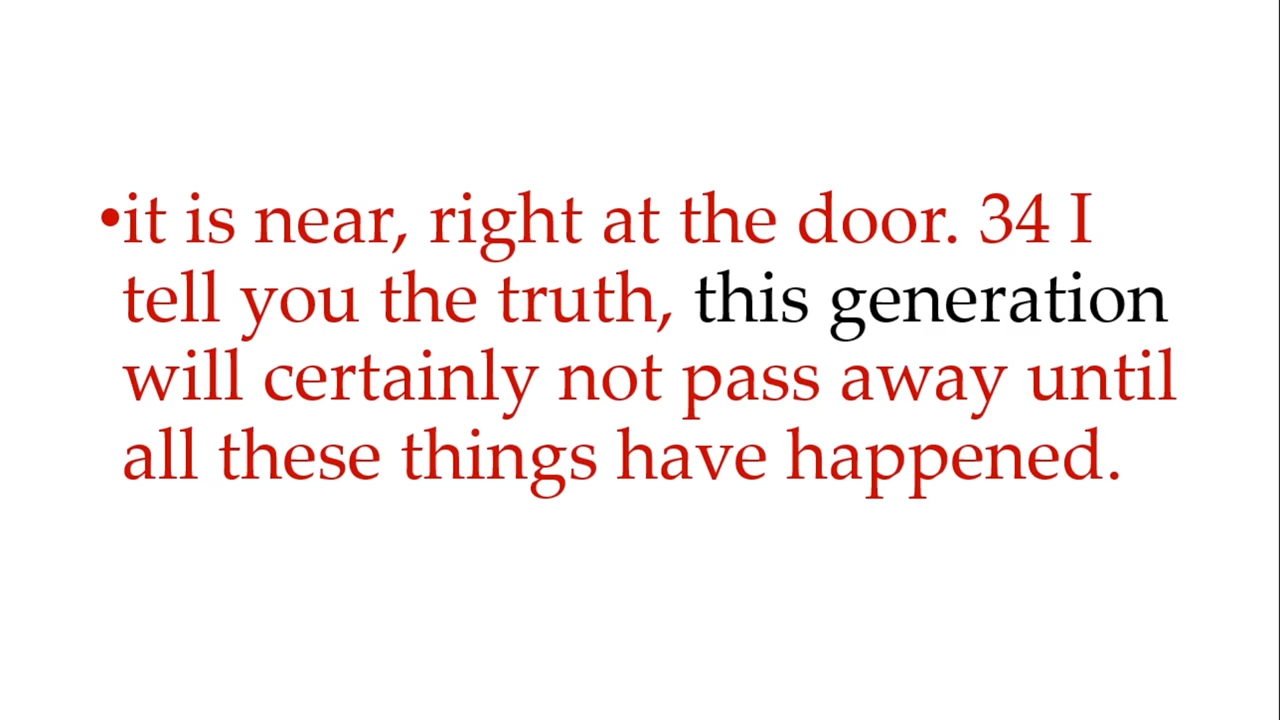 •it is near, right at the door. 34 I
tell you the truth, this generation
will certainly not pass away until
all these things have happened.